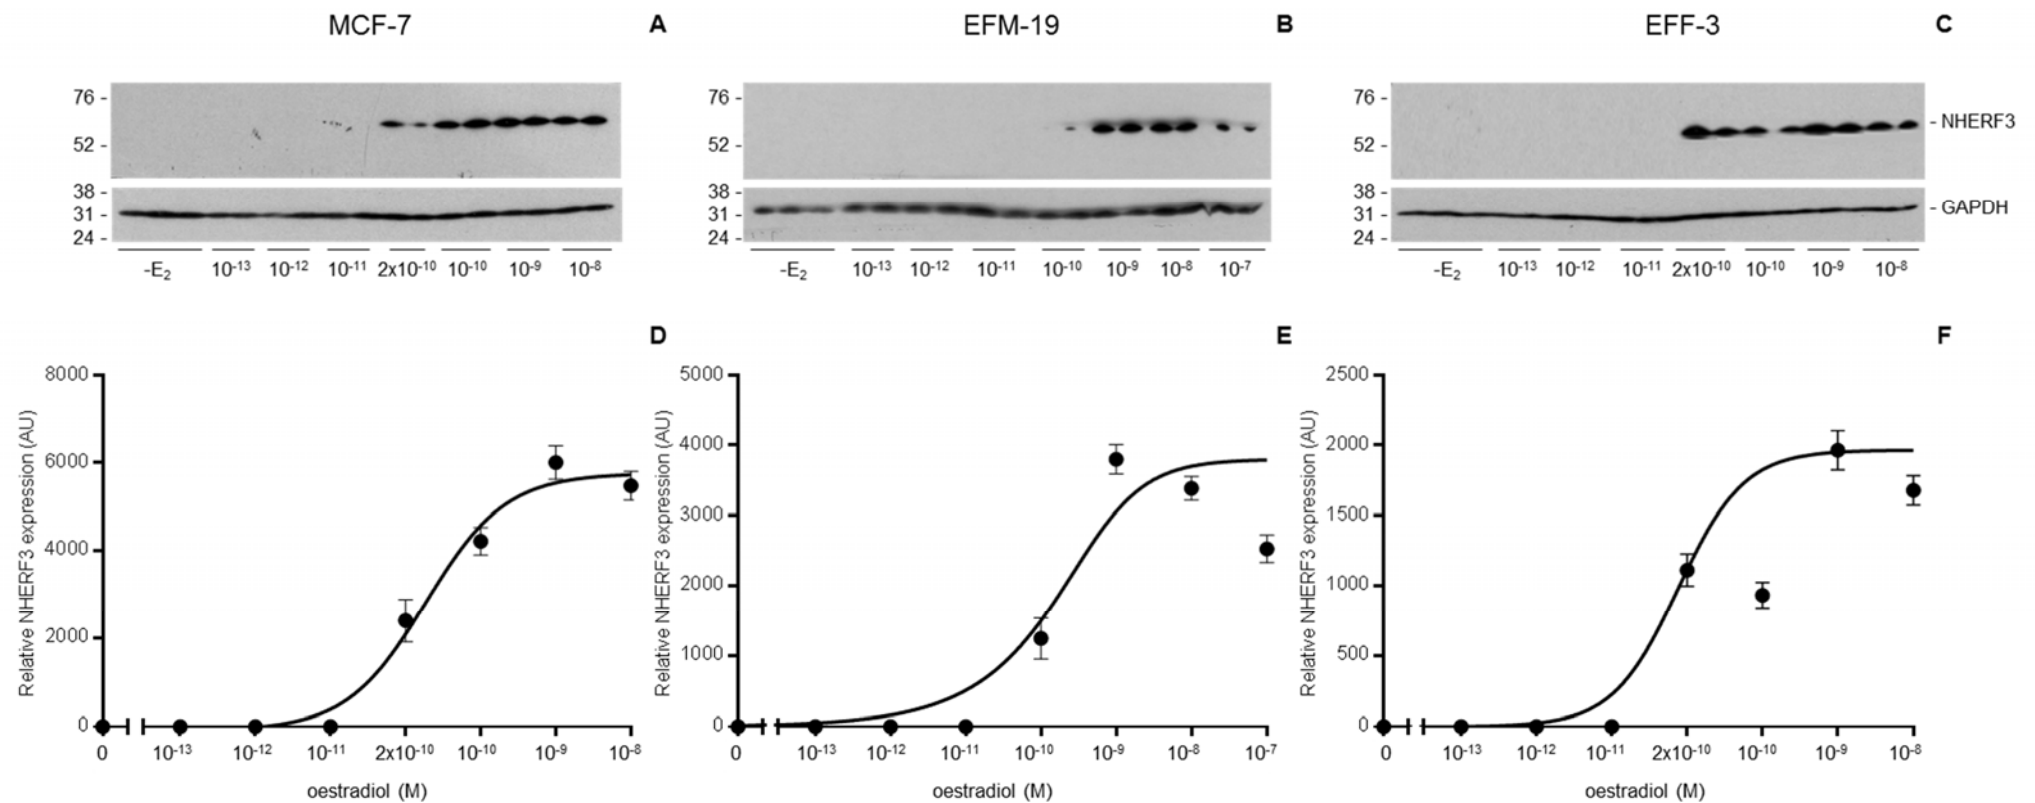 MCF-7 A EFM-19 B EFF-3 C
76 - 76 - 76 -
- NHERF3
52 - 52 - 52 -
38 - 38 - 38 -
31 - 31 - 31 - - GAPDH
24 - 24 - 24 -
-E₂ 10⁻¹³ 10⁻¹² 10⁻¹¹ 2x10⁻¹⁰ 10⁻¹⁰ 10⁻⁹ 10⁻⁸ -E₂ 10⁻¹³ 10⁻¹² 10⁻¹¹ 10⁻¹⁰ 10⁻⁹ 10⁻⁸ 10⁻⁷ -E₂ 10⁻¹³ 10⁻¹² 10⁻¹¹ 2x10⁻¹⁰ 10⁻¹⁰ 10⁻⁹ 10⁻⁸
D
Relative NHERF3 expression (AU)
8000
6000
4000
2000
0
0 10⁻¹³ 10⁻¹² 10⁻¹¹ 2x10⁻¹⁰ 10⁻¹⁰ 10⁻⁹ 10⁻⁸
oestradiol (M)
E
Relative NHERF3 expression (AU)
5000
4000
3000
2000
1000
0
0 10⁻¹³ 10⁻¹² 10⁻¹¹ 10⁻¹⁰ 10⁻⁹ 10⁻⁸ 10⁻⁷
oestradiol (M)
F
Relative NHERF3 expression (AU)
2500
2000
1500
1000
500
0
0 10⁻¹³ 10⁻¹² 10⁻¹¹ 2x10⁻¹⁰ 10⁻¹⁰ 10⁻⁹ 10⁻⁸
oestradiol (M)